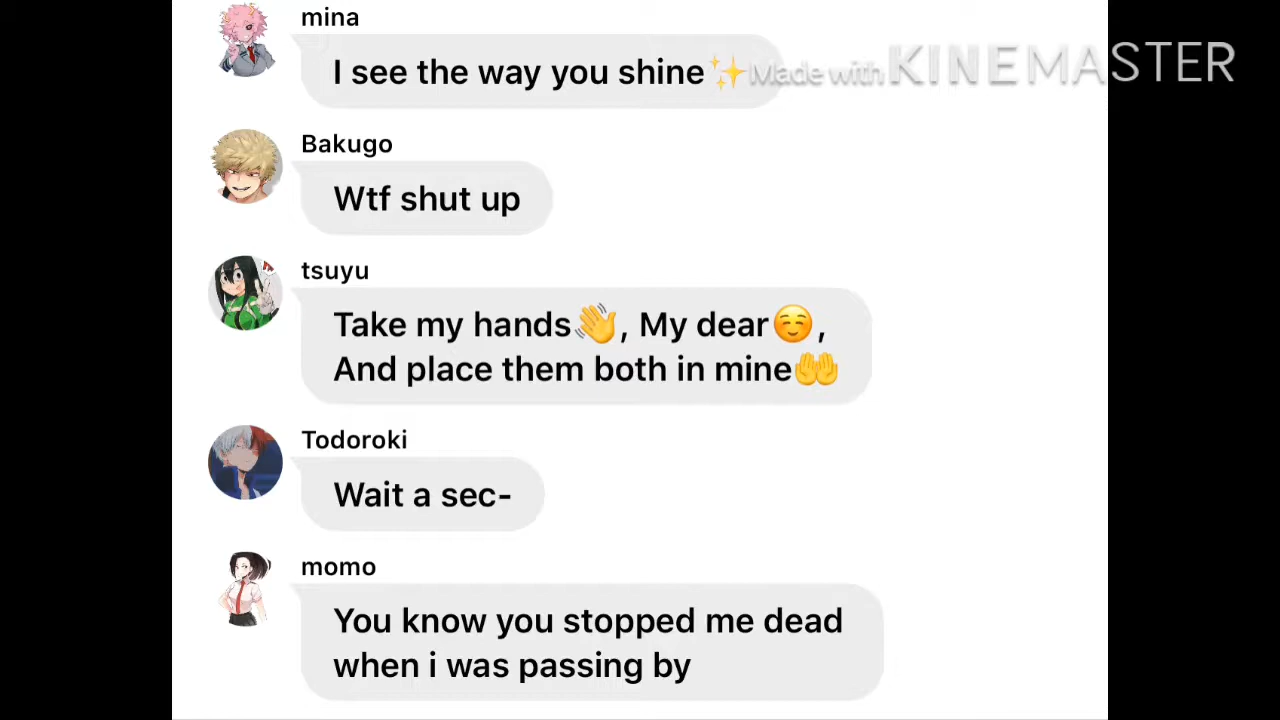 mina
I see the way you shine✨
Made with KINEMASTER
Bakugo
Wtf shut up
tsuyu
Take my hands👋, My dear☺️,
And place them both in mine🤲
Todoroki
Wait a sec-
momo
You know you stopped me dead
when i was passing by